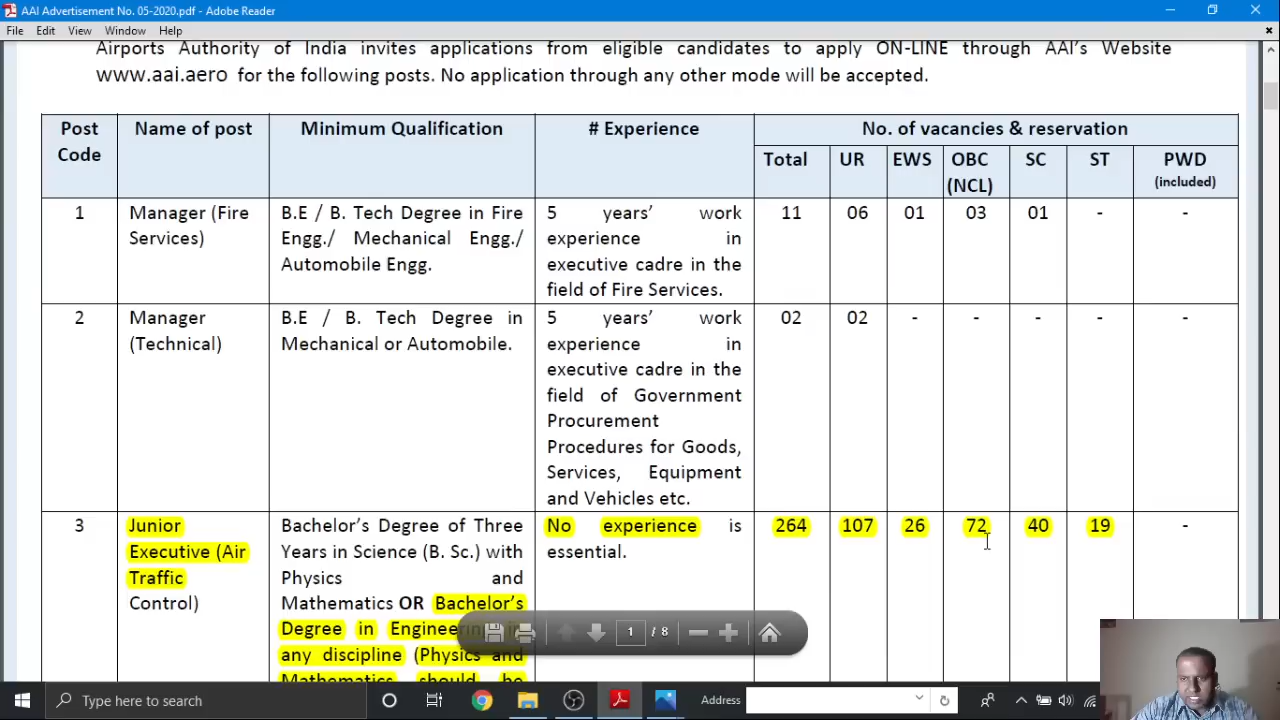 AAI Advertisement No. 05-2020.pdf - Adobe Reader
File Edit View Window Help
Airports Authority of India invites applications from eligible candidates to apply ON-LINE through AAI's Website
www.aai.aero for the following posts. No application through any other mode will be accepted.
Post Code
Name of post
Minimum Qualification
# Experience
No. of vacancies & reservation
Total UR EWS OBC (NCL) SC ST PWD (included)
1
Manager (Fire
Services)
B.E / B. Tech Degree in Fire
Engg./ Mechanical Engg./
Automobile Engg.
5 years' work
experience in
executive cadre in the
field of Fire Services.
11 06 01 03 01 - -
2
Manager
(Technical)
B.E / B. Tech Degree in
Mechanical or Automobile.
5 years' work
experience in
executive cadre in the
field of Government
Procurement
Procedures for Goods,
Services, Equipment
and Vehicles etc.
02 02 - - - - -
3
Junior
Executive (Air
Traffic
Control)
Bachelor's Degree of Three
Years in Science (B. Sc.) with
Physics and
Mathematics OR Bachelor's
Degree in Engineering in
any discipline (Physics and
Mathematics should be
No experience is
essential.
264 107 26 72 40 19 -
1 / 8
Type here to search
Address